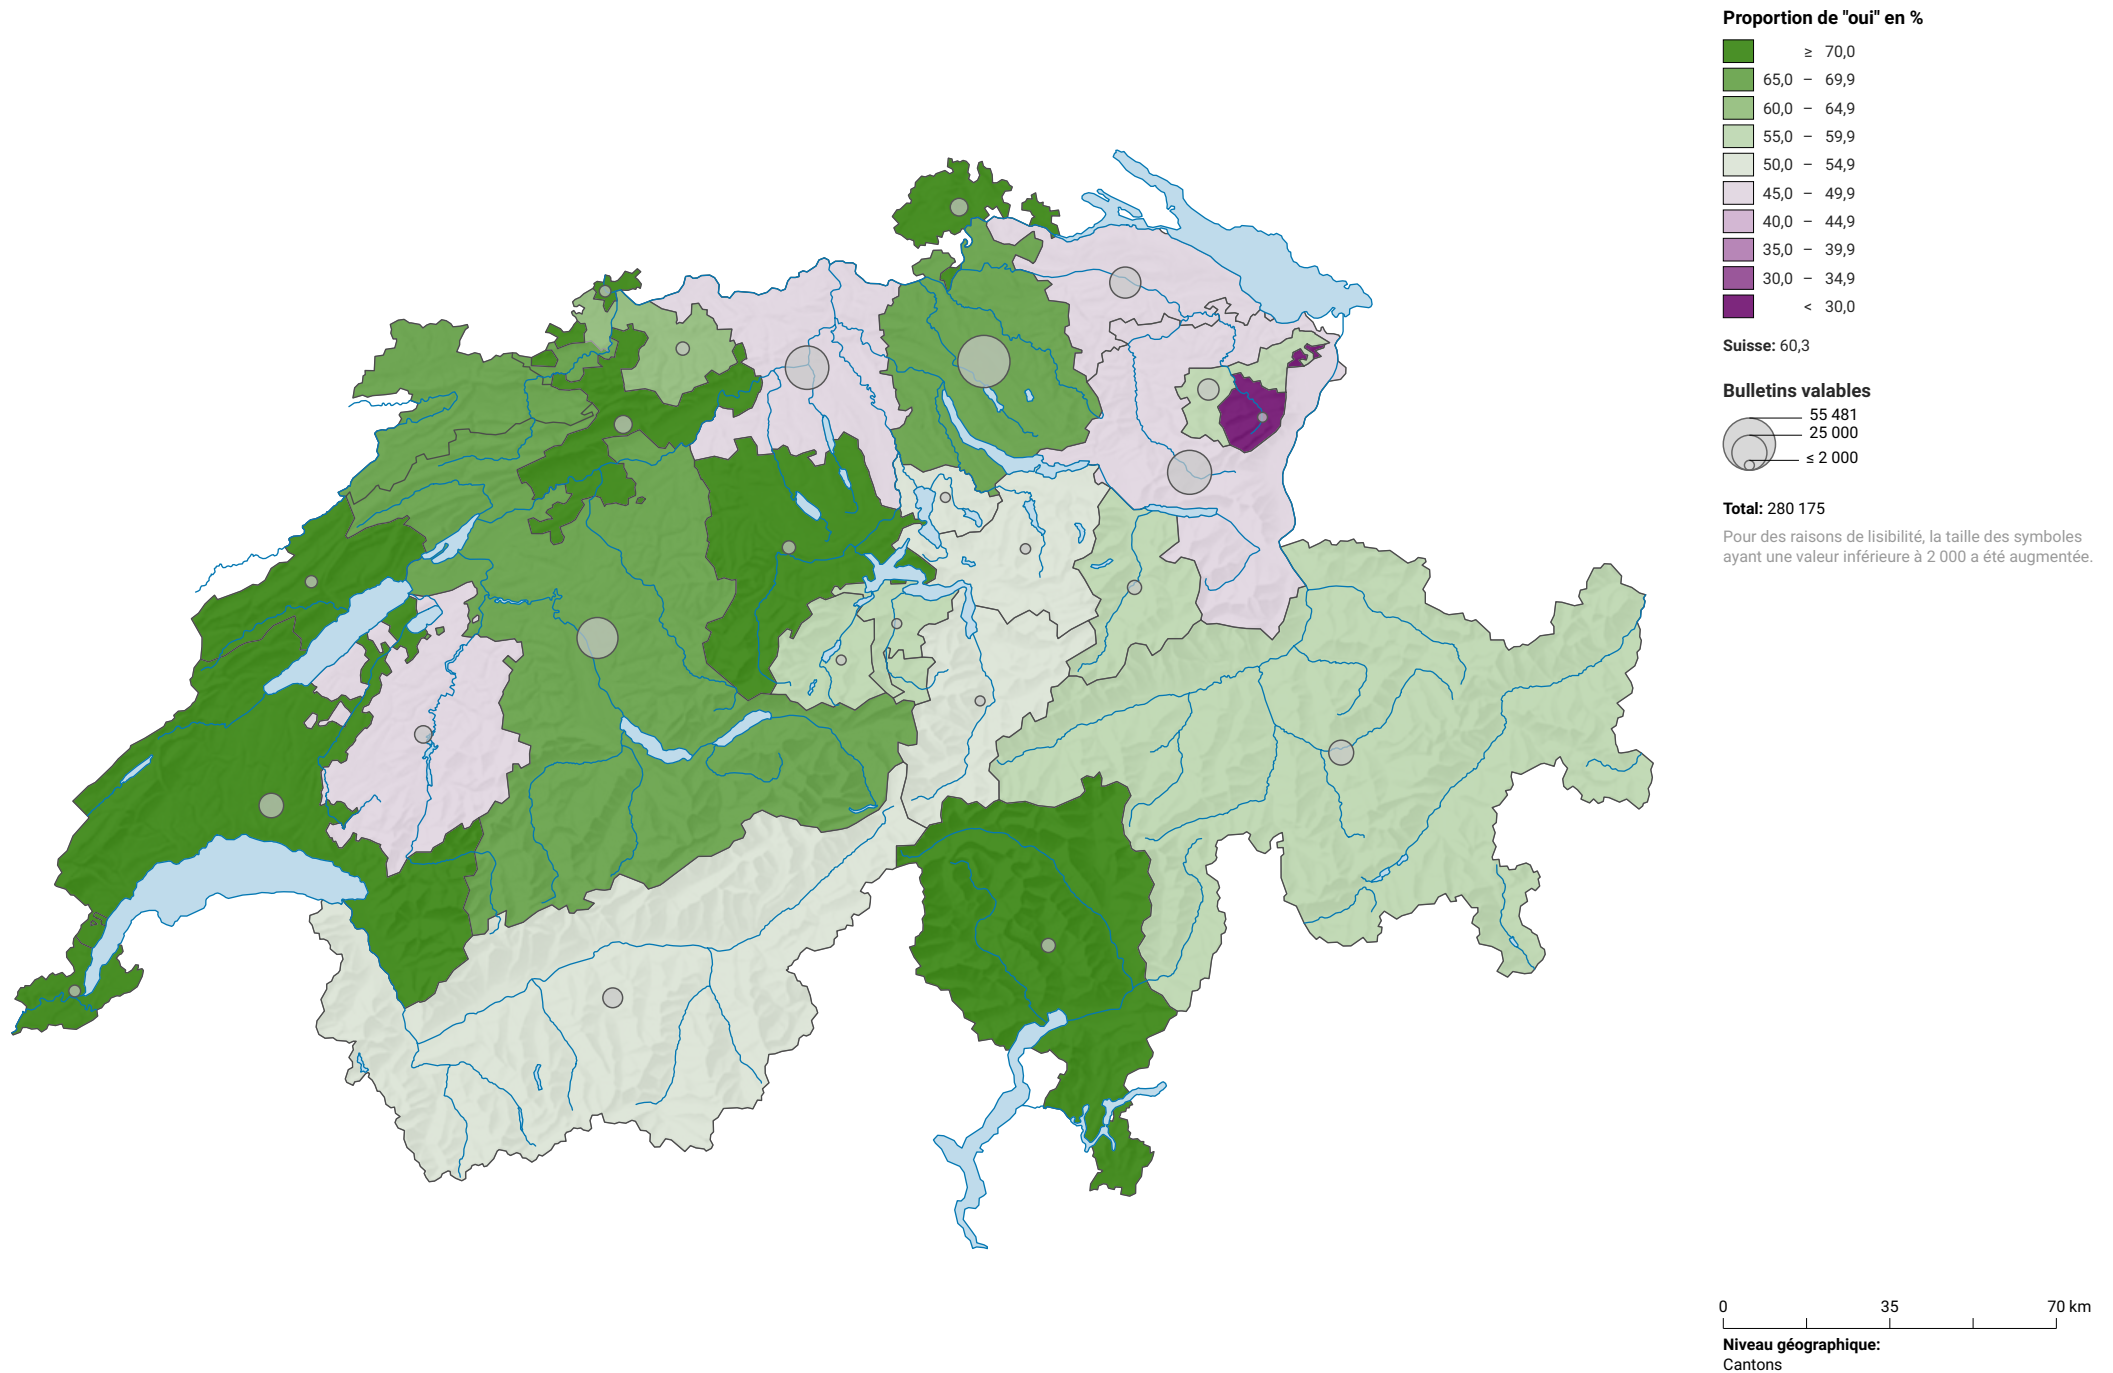 Proportion de "oui" en %
≥ 70,0
65,0 – 69,9
60,0 – 64,9
55,0 – 59,9
50,0 – 54,9
45,0 – 49,9
40,0 – 44,9
35,0 – 39,9
30,0 – 34,9
< 30,0
Suisse: 60,3
Bulletins valables
55 481
25 000
≤ 2 000
Total: 280 175
Pour des raisons de lisibilité, la taille des symboles
ayant une valeur inférieure à 2 000 a été augmentée.
0 35 70 km
Niveau géographique:
Cantons